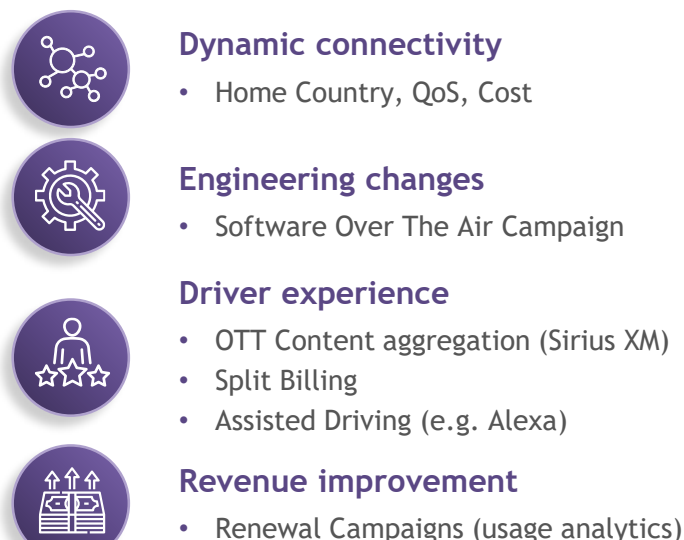 Dynamic connectivity
• Home Country, QoS, Cost
Engineering changes
• Software Over The Air Campaign
Driver experience
• OTT Content aggregation (Sirius XM)
• Split Billing
• Assisted Driving (e.g. Alexa)
Revenue improvement
• Renewal Campaigns (usage analytics)